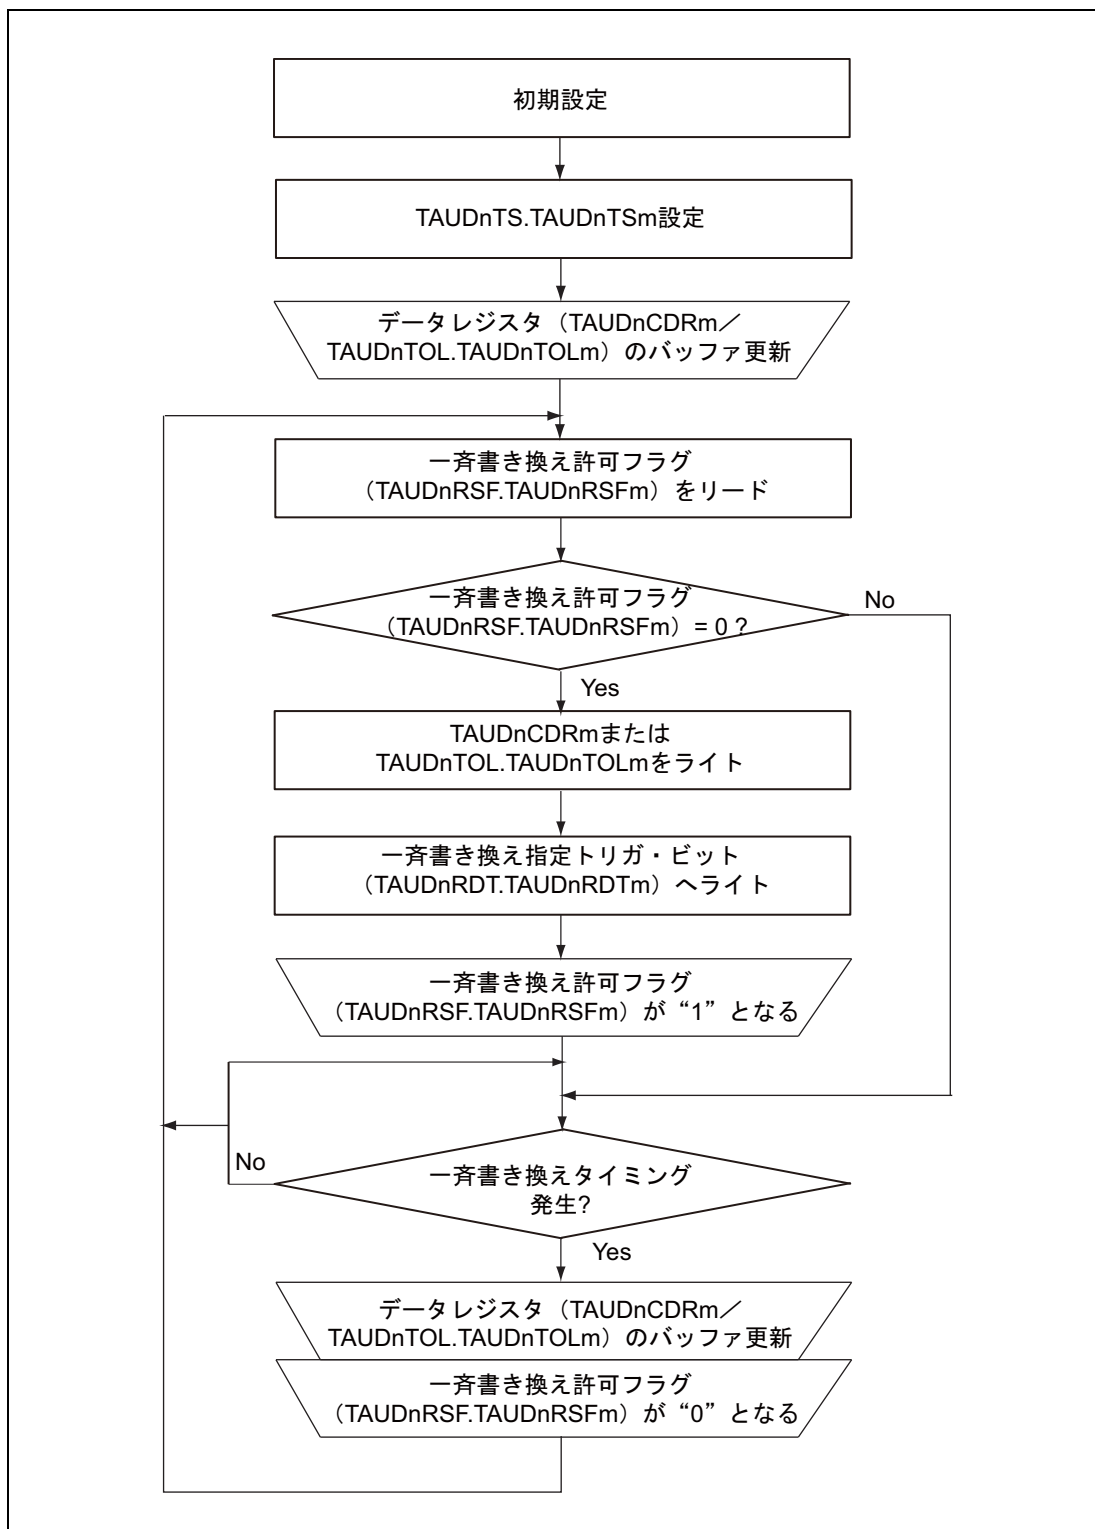 初期設定
TAUDnTS.TAUDnTSm設定
データレジスタ（TAUDnCDRm／
TAUDnTOL.TAUDnTOLm）のバッファ更新
一斉書き換え許可フラグ
（TAUDnRSF.TAUDnRSFm）をリード
一斉書き換え許可フラグ
（TAUDnRSF.TAUDnRSFm）= 0 ?
No
Yes
TAUDnCDRmまたは
TAUDnTOL.TAUDnTOLmをライト
一斉書き換え指定トリガ・ビット
（TAUDnRDT.TAUDnRDTm）へライト
一斉書き換え許可フラグ
（TAUDnRSF.TAUDnRSFm）が“1”となる
No
一斉書き換えタイミング
発生?
Yes
データレジスタ（TAUDnCDRm／
TAUDnTOL.TAUDnTOLm）のバッファ更新
一斉書き換え許可フラグ
（TAUDnRSF.TAUDnRSFm）が“0”となる